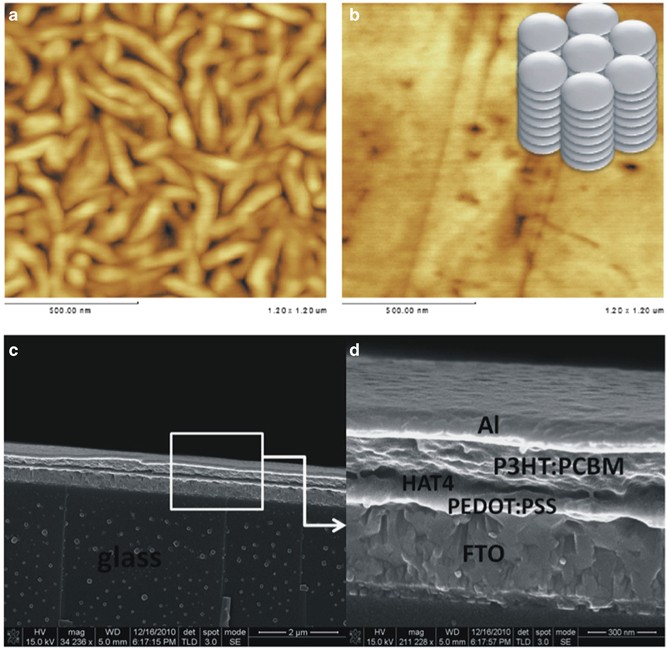 a
b
500.00 nm 1.20 x 1.20 um
500.00 nm 1.20 x 1.20 um
c
glass
HV mag WD 12/16/2010 det spot mode
15.0 kV 34 236 x 5.0 mm 6:17:15 PM TLD 3.0 SE
2 µm
d
Al
P3HT:PCBM
HAT4
PEDOT:PSS
FTO
HV mag WD 12/16/2010 det spot mode
15.0 kV 211 228 x 5.0 mm 6:17:57 PM TLD 3.0 SE
300 nm